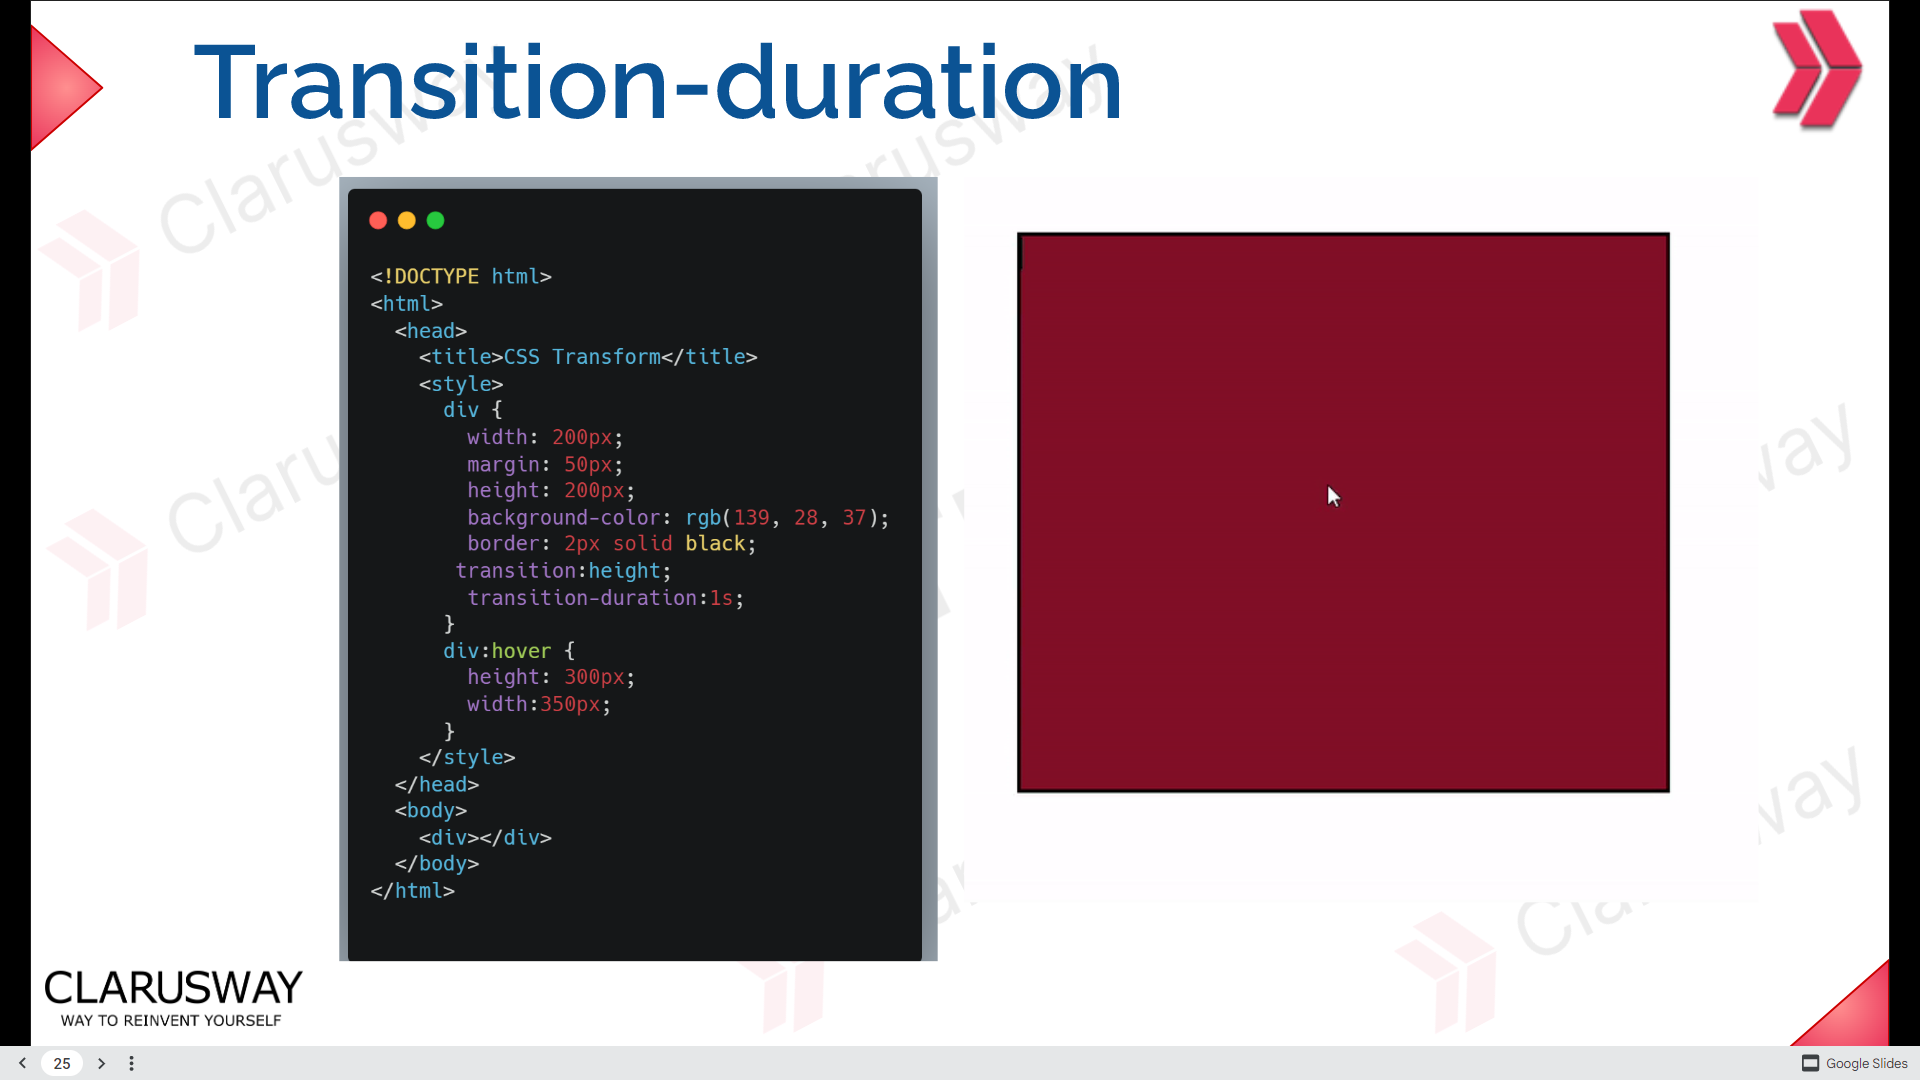 Transition-duration
<!DOCTYPE html>
<html>
  <head>
    <title>CSS Transform</title>
    <style>
      div {
        width: 200px;
        margin: 50px;
        height: 200px;
        background-color: rgb(139, 28, 37);
        border: 2px solid black;
       transition:height;
        transition-duration:1s;
      }
      div:hover {
        height: 300px;
        width:350px;
      }
    </style>
  </head>
  <body>
    <div></div>
  </body>
</html>
Clarusway
CLARUSWAY
WAY TO REINVENT YOURSELF
25
Google Slides